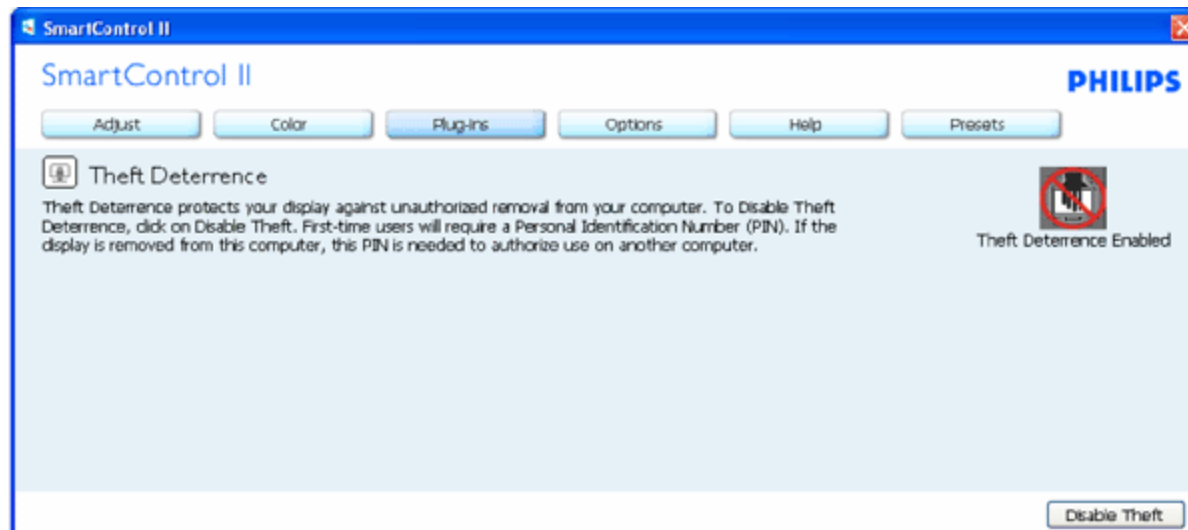 SmartControl II
SmartControl II
PHILIPS
Adjust Color Plug-Ins Options Help Presets
Theft Deterrence
Theft Deterrence protects your display against unauthorized removal from your computer. To Disable Theft
Deterrence, click on Disable Theft. First-time users will require a Personal Identification Number (PIN). If the
display is removed from this computer, this PIN is needed to authorize use on another computer.
Theft Deterrence Enabled
Disable Theft